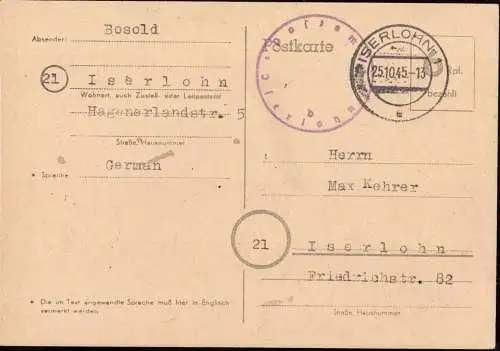 Absender: Bosold
21 Iserlohn
Wohnort, auch Zustell- oder Leitpostamt
Hagenerlandstr. 5
Straße, Hausnummer
* Sprache German
* Die im Text angewandte Sprache muß hier in Englisch
vermerkt werden
Postkarte
ISERLOHN
25.10.45.-13
Rpf.
bezahlt
b
Herrn
Max Kehrer
21 Iserlohn
Friedrichstr. 82
Straße, Hausnummer